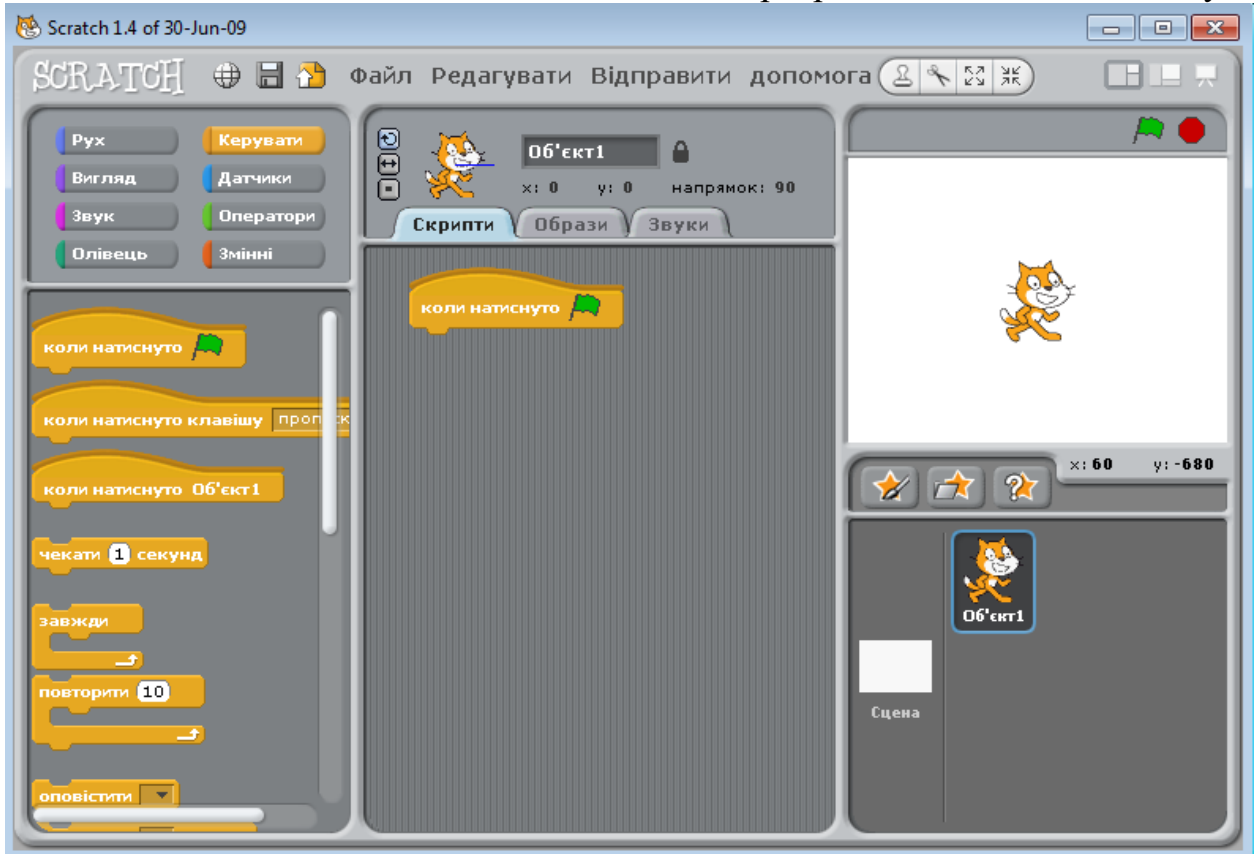 Scratch 1.4 of 30-Jun-09
SCRATCH Файл Редагувати Відправити допомога
Рух Керувати
Вигляд Датчики
Звук Оператори
Олівець Змінні
Об'єкт1
x: 0 y: 0 напрямок: 90
Скрипти Образи Звуки
коли натиснуто
коли натиснуто
коли натиснуто клавішу
коли натиснуто Об'єкт1
чекати 1 секунд
завжди
повторити 10
оповістити
x: 60 y: -680
Об'єкт1
Сцена